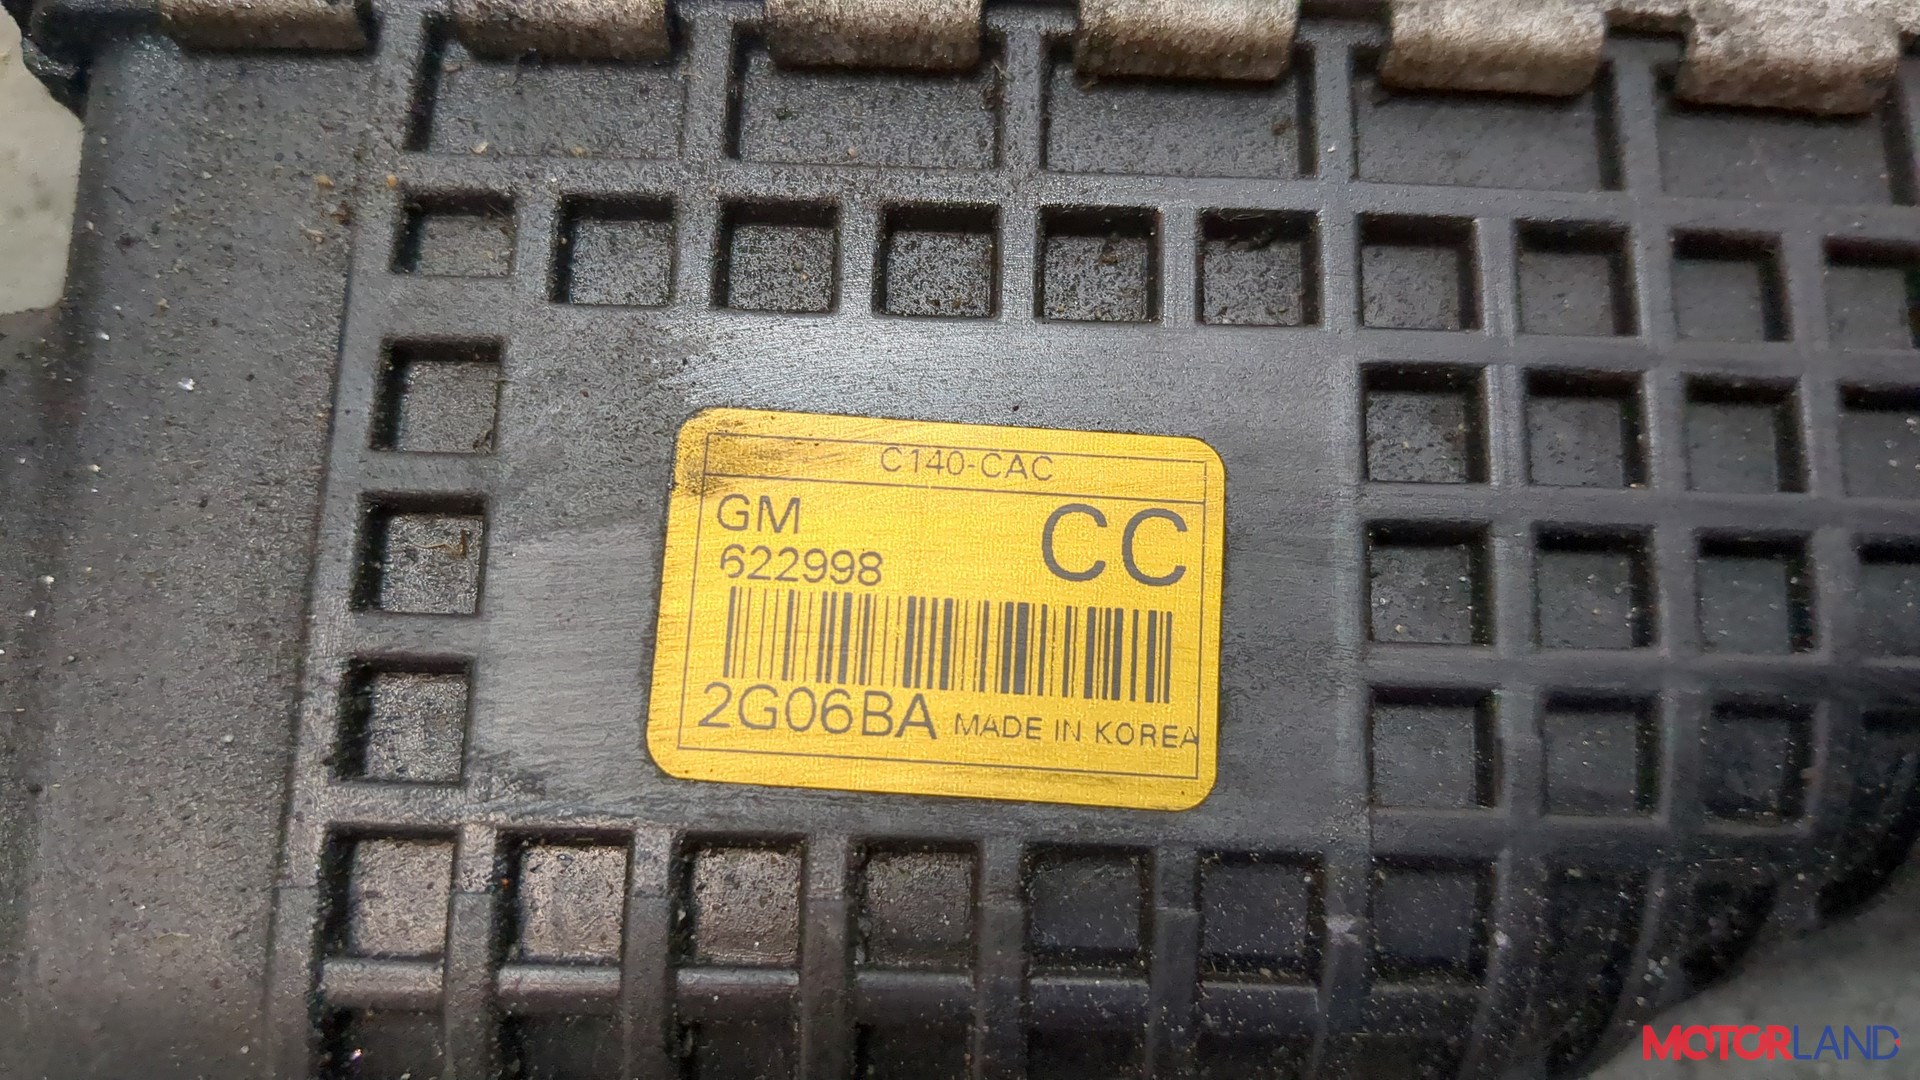 C140-CAC
GM
CC
622998
2G06BA MADE IN KOREA
MOTORLAND